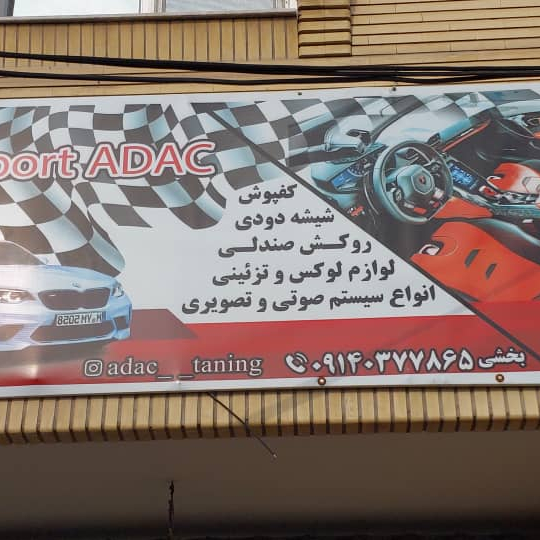 port ADAC
کفپوش
شیشه دودی
روکش صندلی
لوازم لوکس و تزئینی
انواع سیستم صوتی و تصویری
adac__taning
بخشی ۰۹۱۴۰۳۷۷۸۶۵